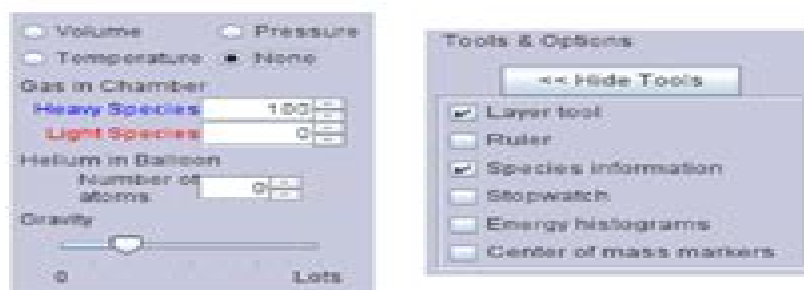 Volume Pressure
Temperature None
Gas in Chamber
Heavy Species 100
Light Species 0
Helium in Balloon
Number of
atoms 0
Gravity
0 Lots
Tools & Options
<< Hide Tools
Layer tool
Ruler
Species information
Stopwatch
Energy histograms
Center of mass markers